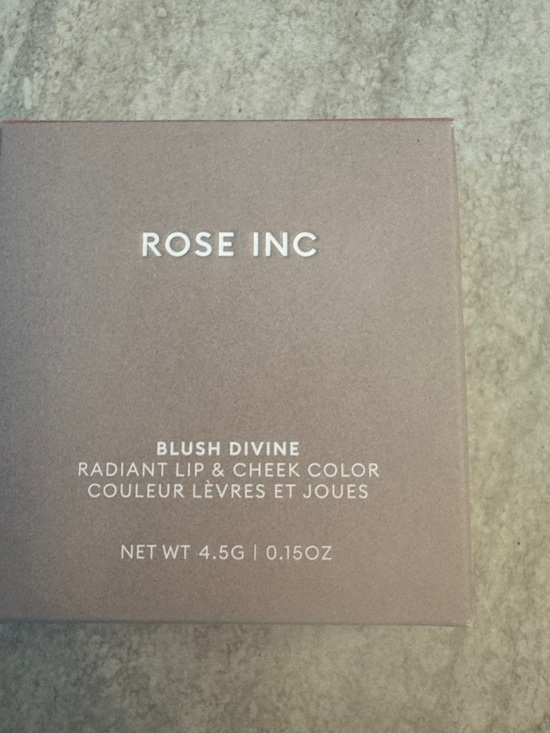 ROSE INC
BLUSH DIVINE
RADIANT LIP & CHEEK COLOR
COULEUR LÈVRES ET JOUES
NET WT 4.5G | 0.15OZ